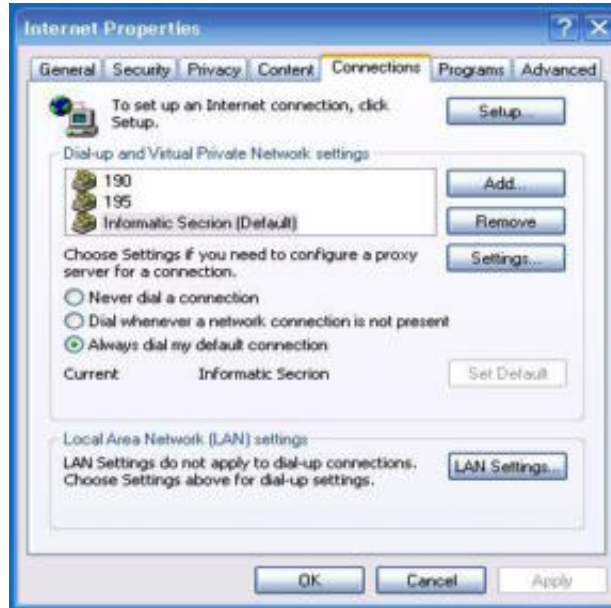 Internet Properties
General Security Privacy Content Connections Programs Advanced
To set up an Internet connection, click
Setup.
Setup...
Dial-up and Virtual Private Network settings
190
195
Informatic Secrion (Default)
Add...
Remove
Choose Settings if you need to configure a proxy
server for a connection.
Settings...
Never dial a connection
Dial whenever a network connection is not present
Always dial my default connection
Current Informatic Secrion
Set Default
Local Area Network (LAN) settings
LAN Settings do not apply to dial-up connections.
Choose Settings above for dial-up settings.
LAN Settings...
OK Cancel Apply